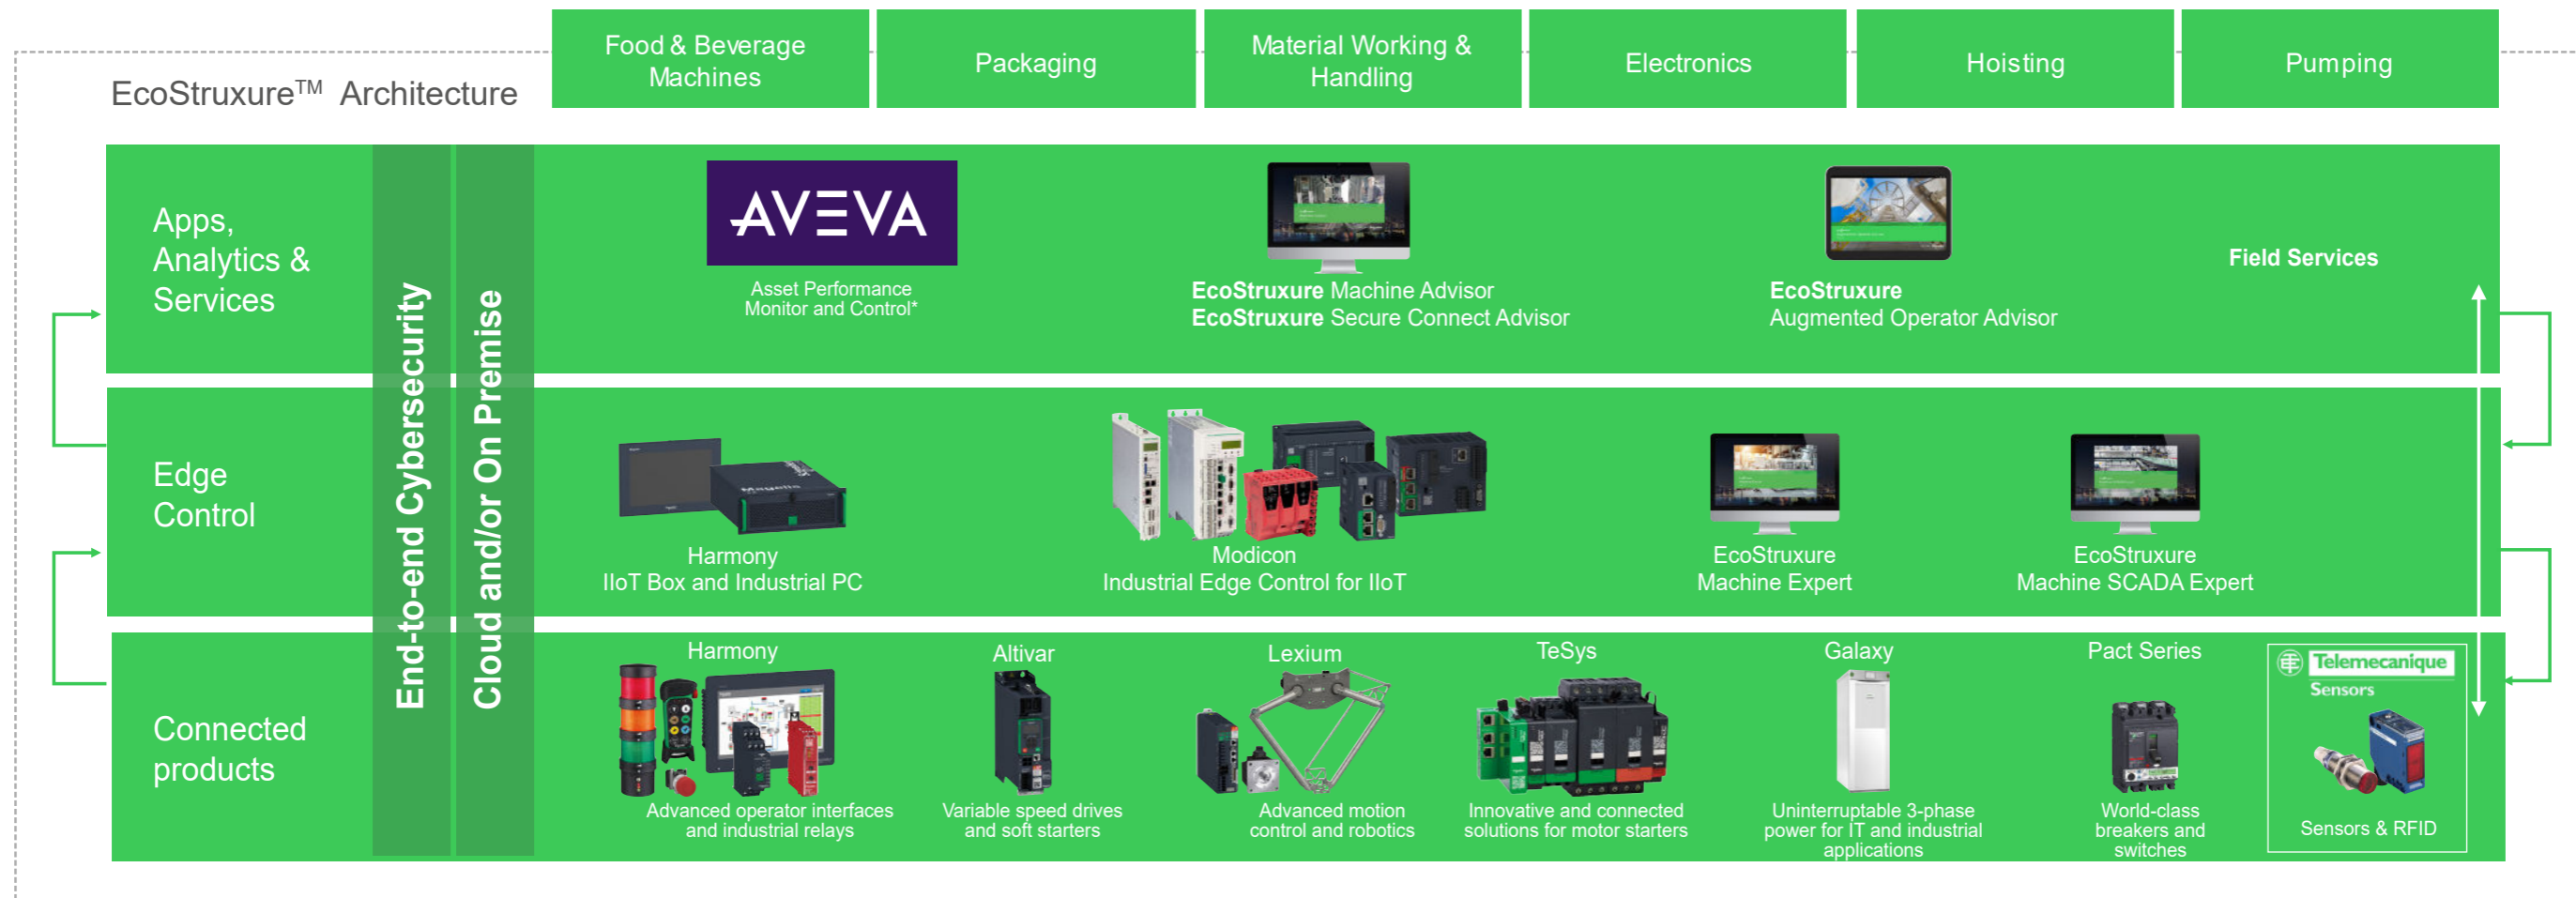 Food & Beverage
Machines
Packaging
Material Working &
Handling
Electronics
Hoisting
Pumping
EcoStruxure™ Architecture
Apps,
Analytics &
Services
End-to-end Cybersecurity
Cloud and/or On Premise
AVEVA
Asset Performance
Monitor and Control*
EcoStruxure Machine Advisor
EcoStruxure Secure Connect Advisor
EcoStruxure
Augmented Operator Advisor
Field Services
Edge
Control
Magelis
Harmony
IIoT Box and Industrial PC
Modicon
Industrial Edge Control for IIoT
EcoStruxure
Machine Expert
EcoStruxure
Machine SCADA Expert
Connected
products
Harmony
Advanced operator interfaces
and industrial relays
Altivar
Variable speed drives
and soft starters
Lexium
Advanced motion
control and robotics
TeSys
Innovative and connected
solutions for motor starters
Galaxy
Uninterruptable 3-phase
power for IT and industrial
applications
Pact Series
World-class
breakers and
switches
Telemecanique
Sensors
Sensors & RFID